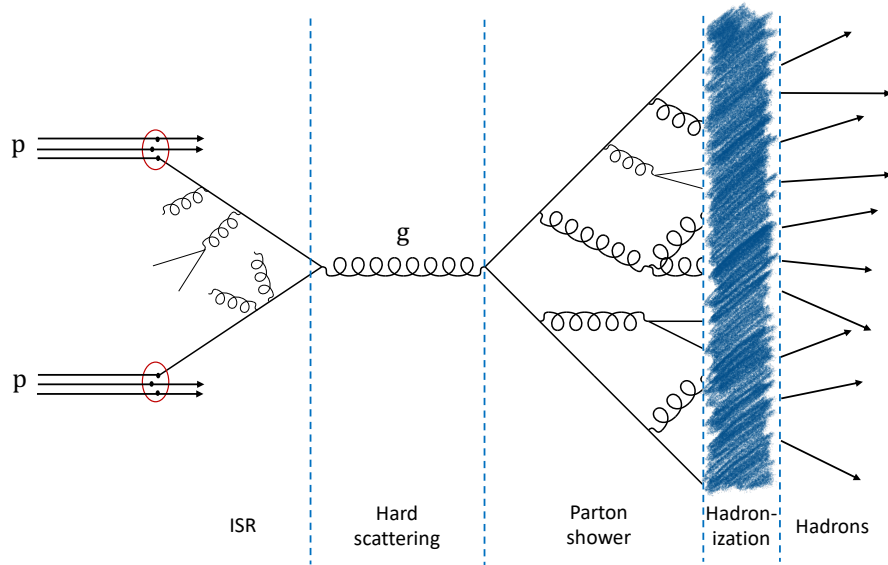 p
g
p
ISR
Hard
scattering
Parton
shower
Hadron-
ization
Hadrons